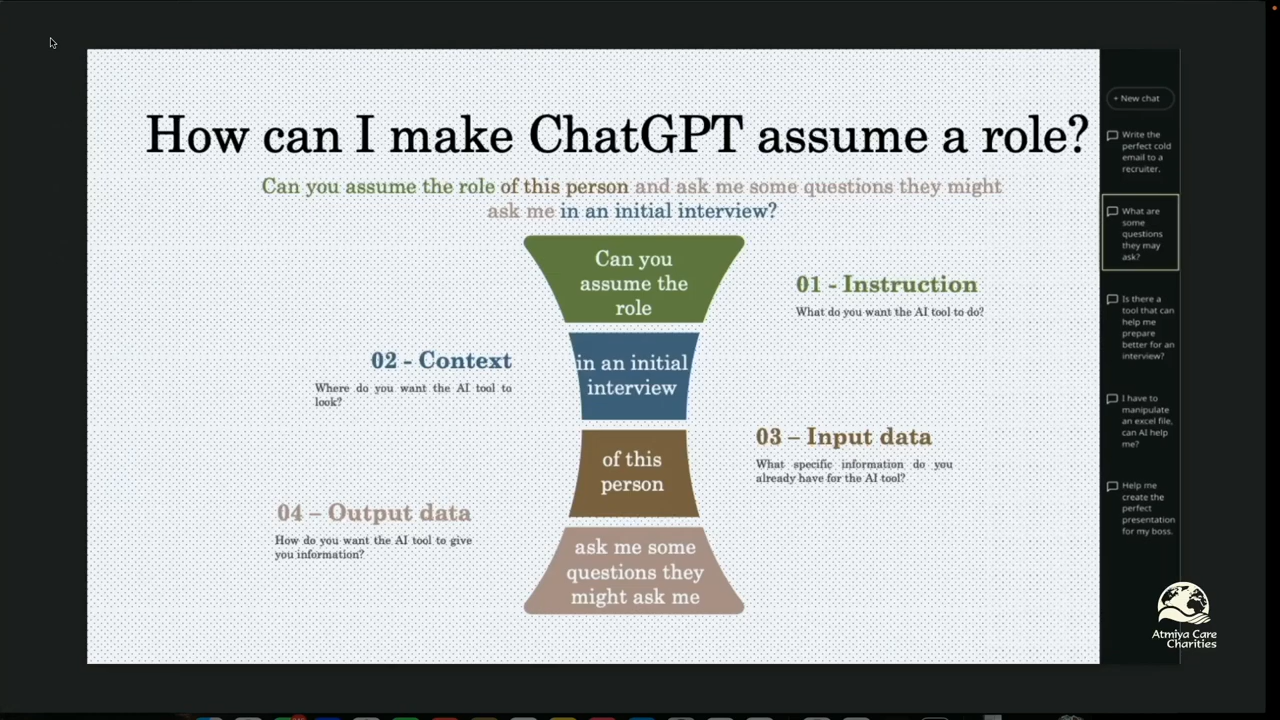 How can I make ChatGPT assume a role?
Can you assume the role of this person and ask me some questions they might
ask me in an initial interview?
Can you
assume the
role
01 - Instruction
What do you want the AI tool to do?
02 - Context
Where do you want the AI tool to
look?
in an initial
interview
03 – Input data
What specific information do you
already have for the AI tool?
of this
person
04 – Output data
How do you want the AI tool to give
you information?
ask me some
questions they
might ask me
+ New chat
Write the
perfect cold
email to a
recruiter.
What are
some
questions
they may
ask?
Is there a
tool that can
help me
prepare
better for an
interview?
I have to
manipulate
an excel file,
can AI help
me?
Help me
create the
perfect
presentation
for my boss.
Atmiya Care
Charities